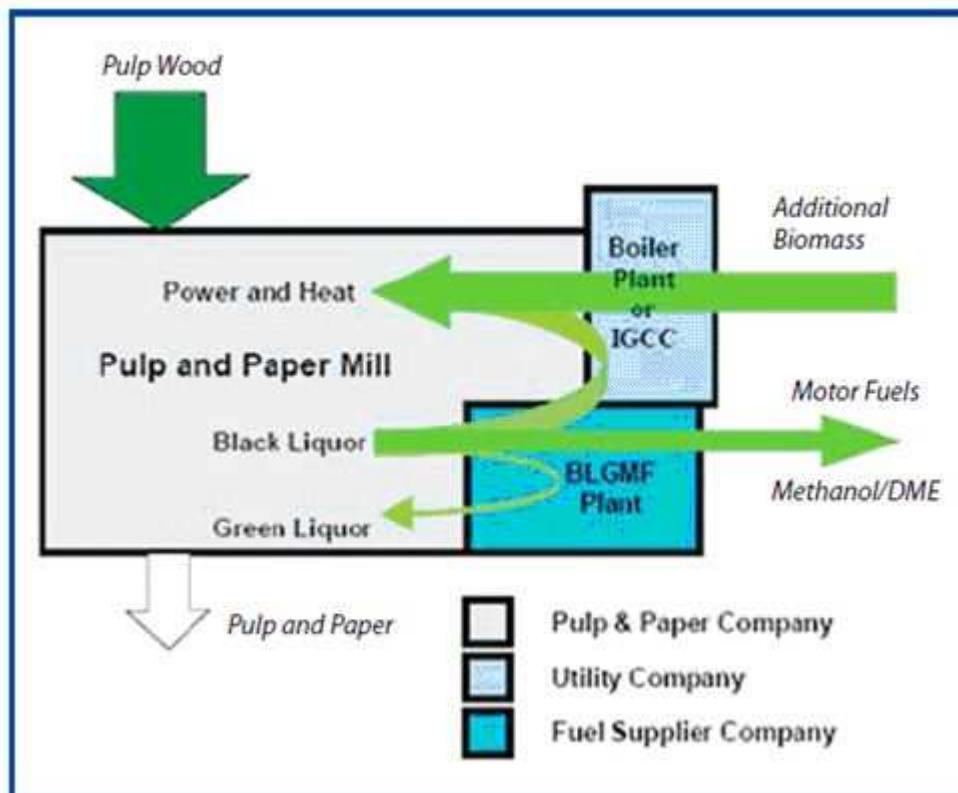 Pulp Wood
Additional
Biomass
Boiler
Plant
or
IGCC
Power and Heat
Pulp and Paper Mill
Motor Fuels
Black Liquor
BLGMF
Plant
Methanol/DME
Green Liquor
Pulp and Paper
Pulp & Paper Company
Utility Company
Fuel Supplier Company